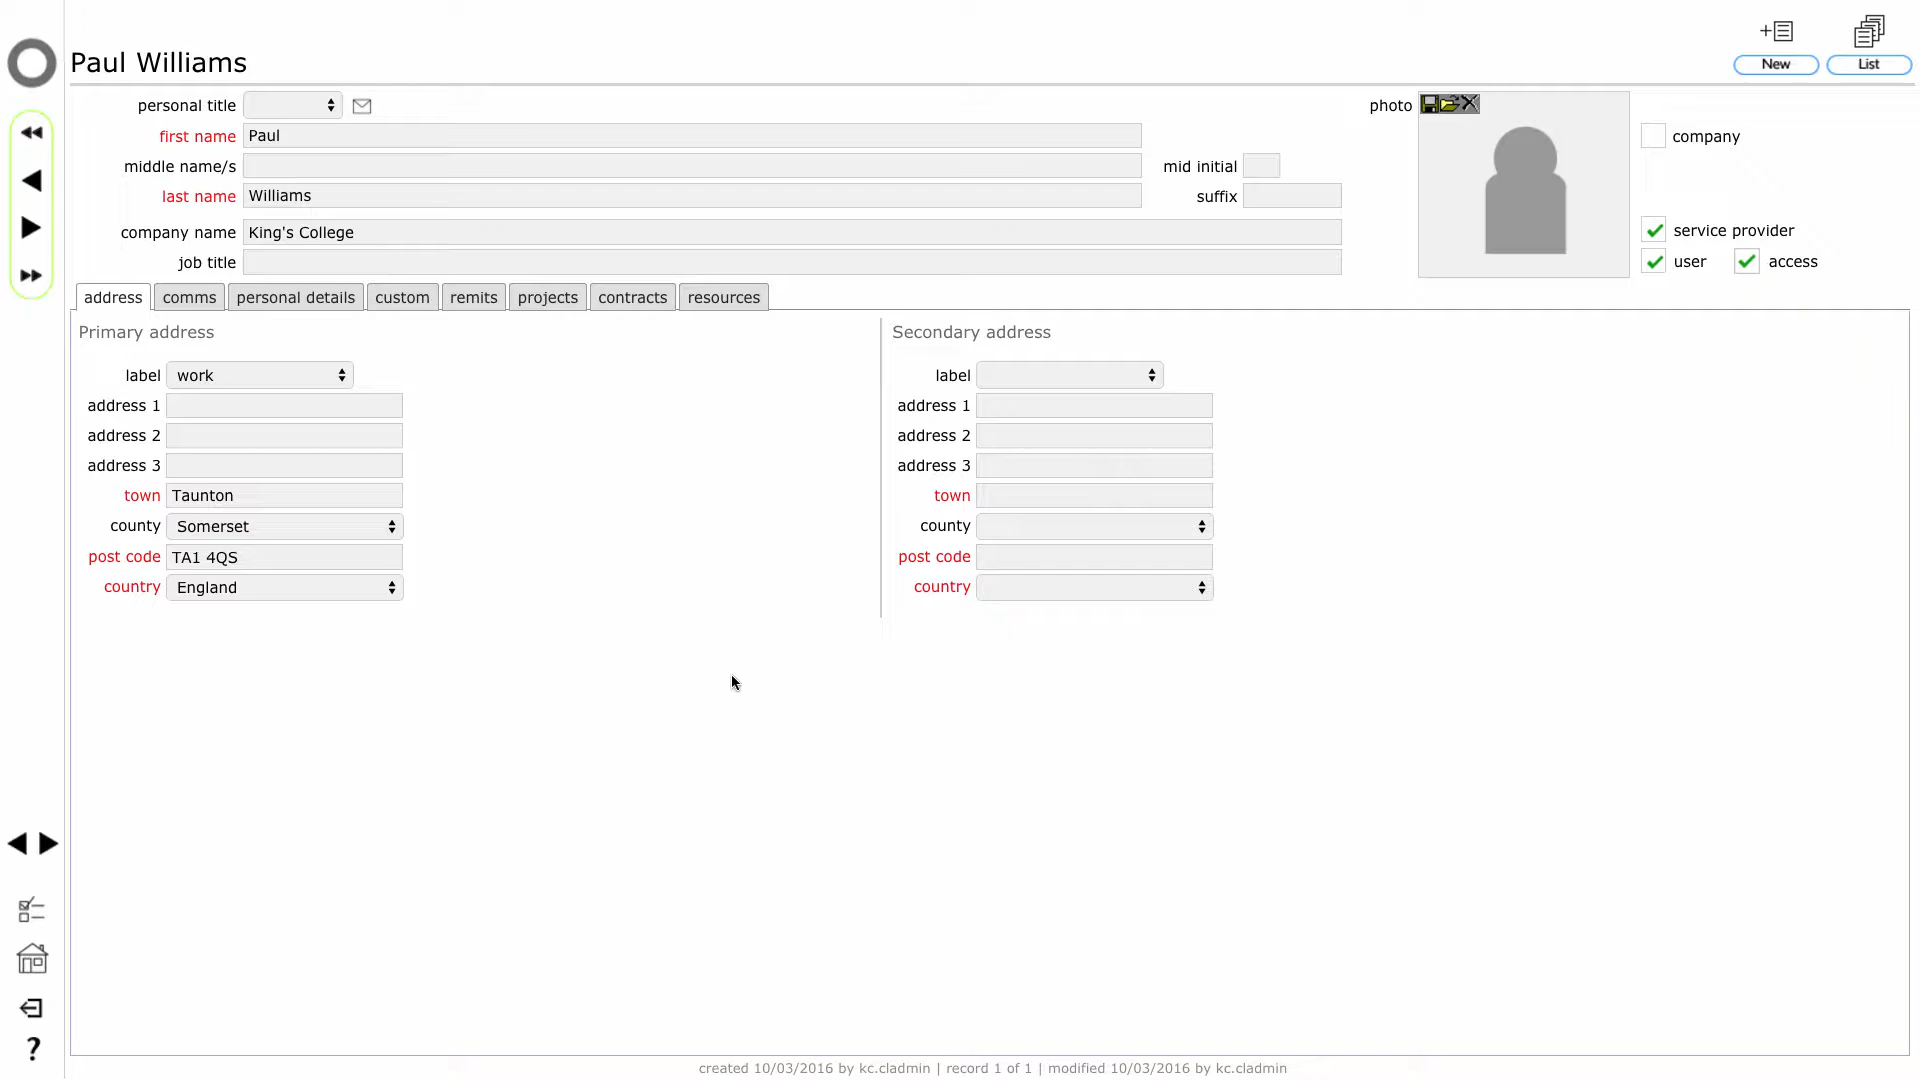 Paul Williams
New List
personal title
photo
first name Paul
company
middle name/s mid initial
last name Williams suffix
company name King's College
service provider
job title
user access
address comms personal details custom remits projects contracts resources
Primary address Secondary address
label work label
address 1 address 1
address 2 address 2
address 3 address 3
town Taunton town
county Somerset county
post code TA1 4QS post code
country England country
?
created 10/03/2016 by kc.cladmin | record 1 of 1 | modified 10/03/2016 by kc.cladmin